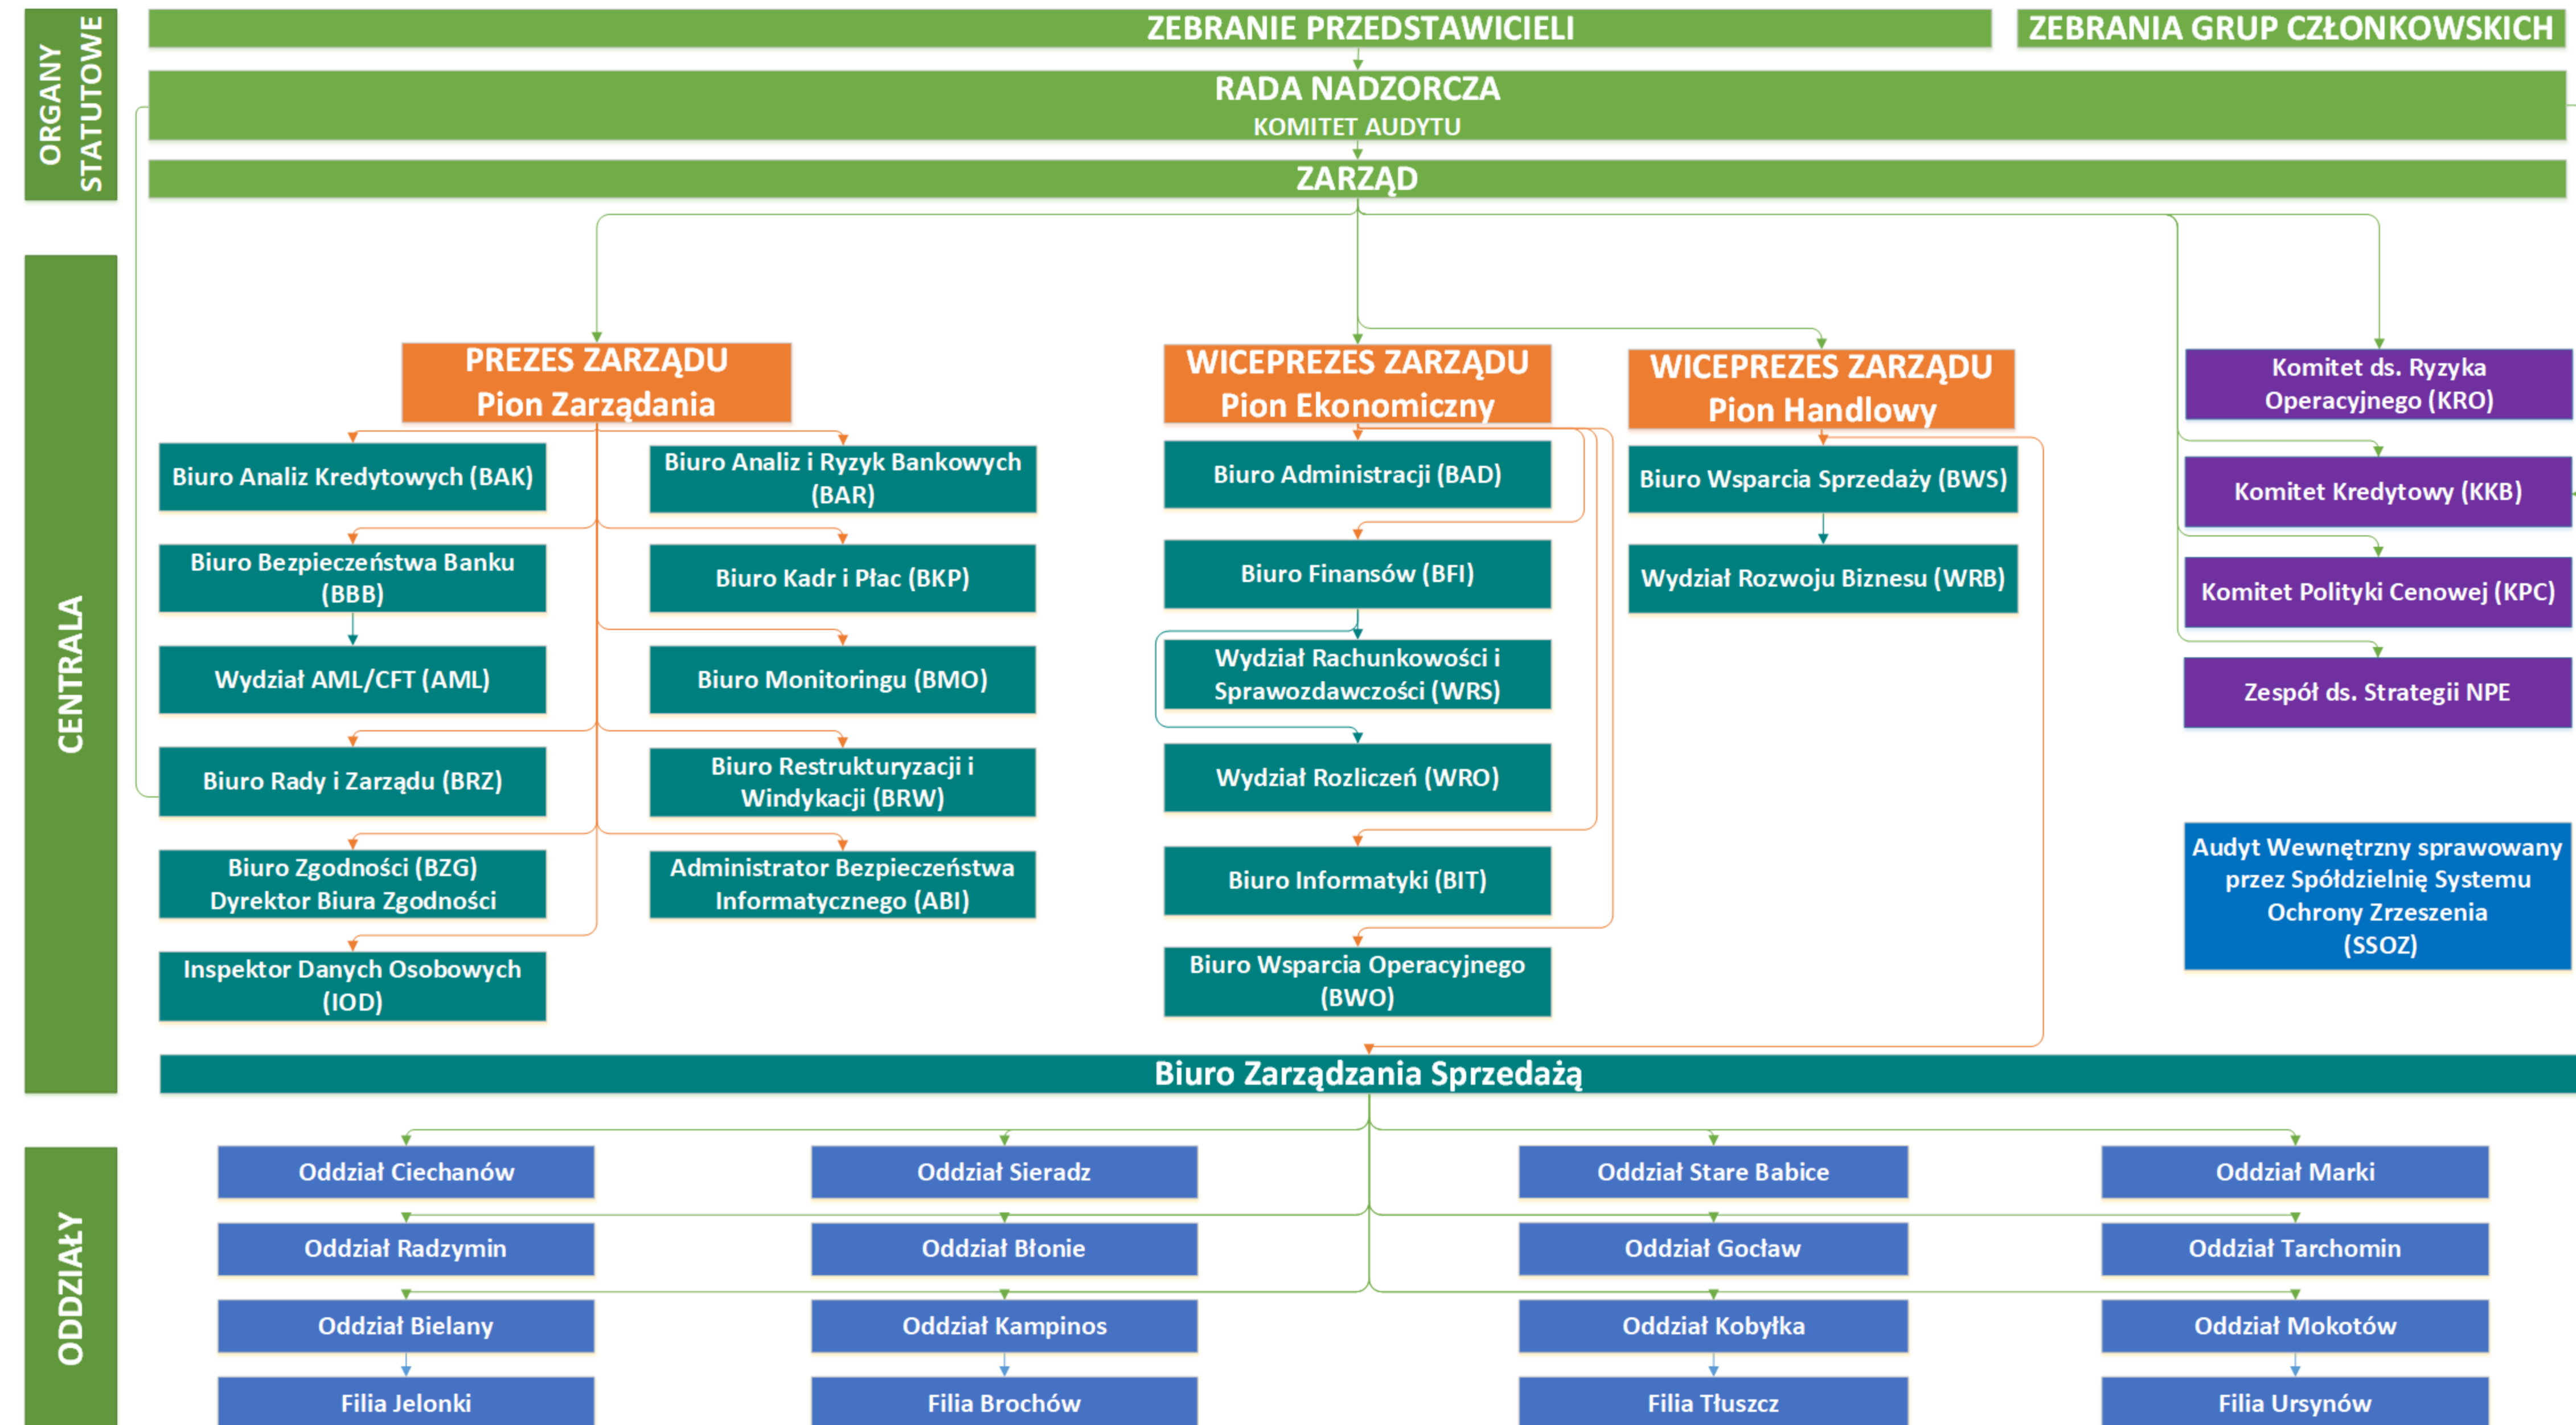 ORGANY
STATUTOWE
ZEBRANIE PRZEDSTAWICIELI
ZEBRANIA GRUP CZŁONKOWSKICH
RADA NADZORCZA
KOMITET AUDYTU
ZARZĄD
CENTRALA
PREZES ZARZĄDU
Pion Zarządania
Biuro Analiz Kredytowych (BAK)
Biuro Bezpieczeństwa Banku
(BBB)
Wydział AML/CFT (AML)
Biuro Rady i Zarządu (BRZ)
Biuro Zgodności (BZG)
Dyrektor Biura Zgodności
Inspektor Danych Osobowych
(IOD)
Biuro Analiz i Ryzyk Bankowych
(BAR)
Biuro Kadr i Płac (BKP)
Biuro Monitoringu (BMO)
Biuro Restrukturyzacji i
Windykacji (BRW)
Administrator Bezpieczeństwa
Informatycznego (ABI)
WICEPREZES ZARZĄDU
Pion Ekonomiczny
Biuro Administracji (BAD)
Biuro Finansów (BFI)
Wydział Rachunkowości i
Sprawozdawczości (WRS)
Wydział Rozliczeń (WRO)
Biuro Informatyki (BIT)
Biuro Wsparcia Operacyjnego
(BWO)
WICEPREZES ZARZĄDU
Pion Handlowy
Biuro Wsparcia Sprzedaży (BWS)
Wydział Rozwoju Biznesu (WRB)
Komitet ds. Ryzyka
Operacyjnego (KRO)
Komitet Kredytowy (KKB)
Komitet Polityki Cenowej (KPC)
Zespół ds. Strategii NPE
Audyt Wewnętrzny sprawowany
przez Spółdzielnię Systemu
Ochrony Zrzeszenia
(SSOZ)
Biuro Zarządzania Sprzedażą
ODDZIAŁY
Oddział Ciechanów
Oddział Sieradz
Oddział Stare Babice
Oddział Marki
Oddział Radzymin
Oddział Błonie
Oddział Gocław
Oddział Tarchomin
Oddział Bielany
Oddział Kampinos
Oddział Kobyłka
Oddział Mokotów
Filia Jelonki
Filia Brochów
Filia Tłuszcz
Filia Ursynów